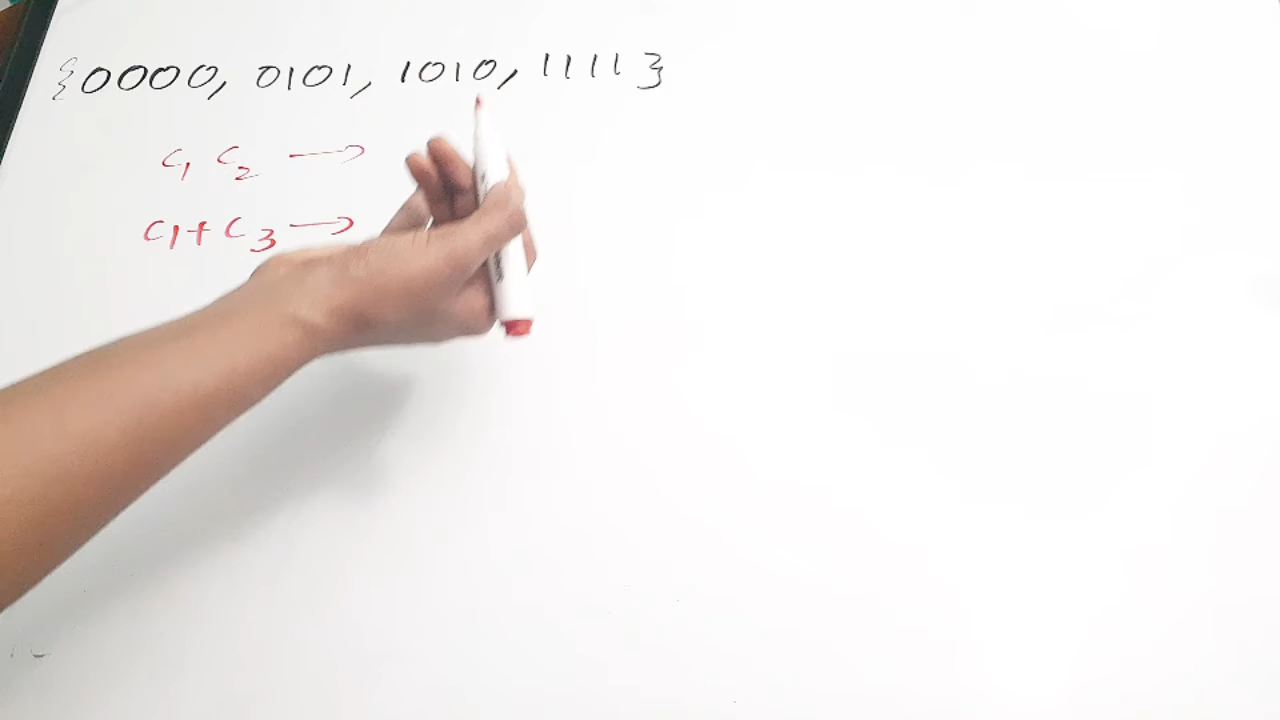 {0000, 0101, 1010, 1111}
C₁ C₂ →
C₁+C₃ →